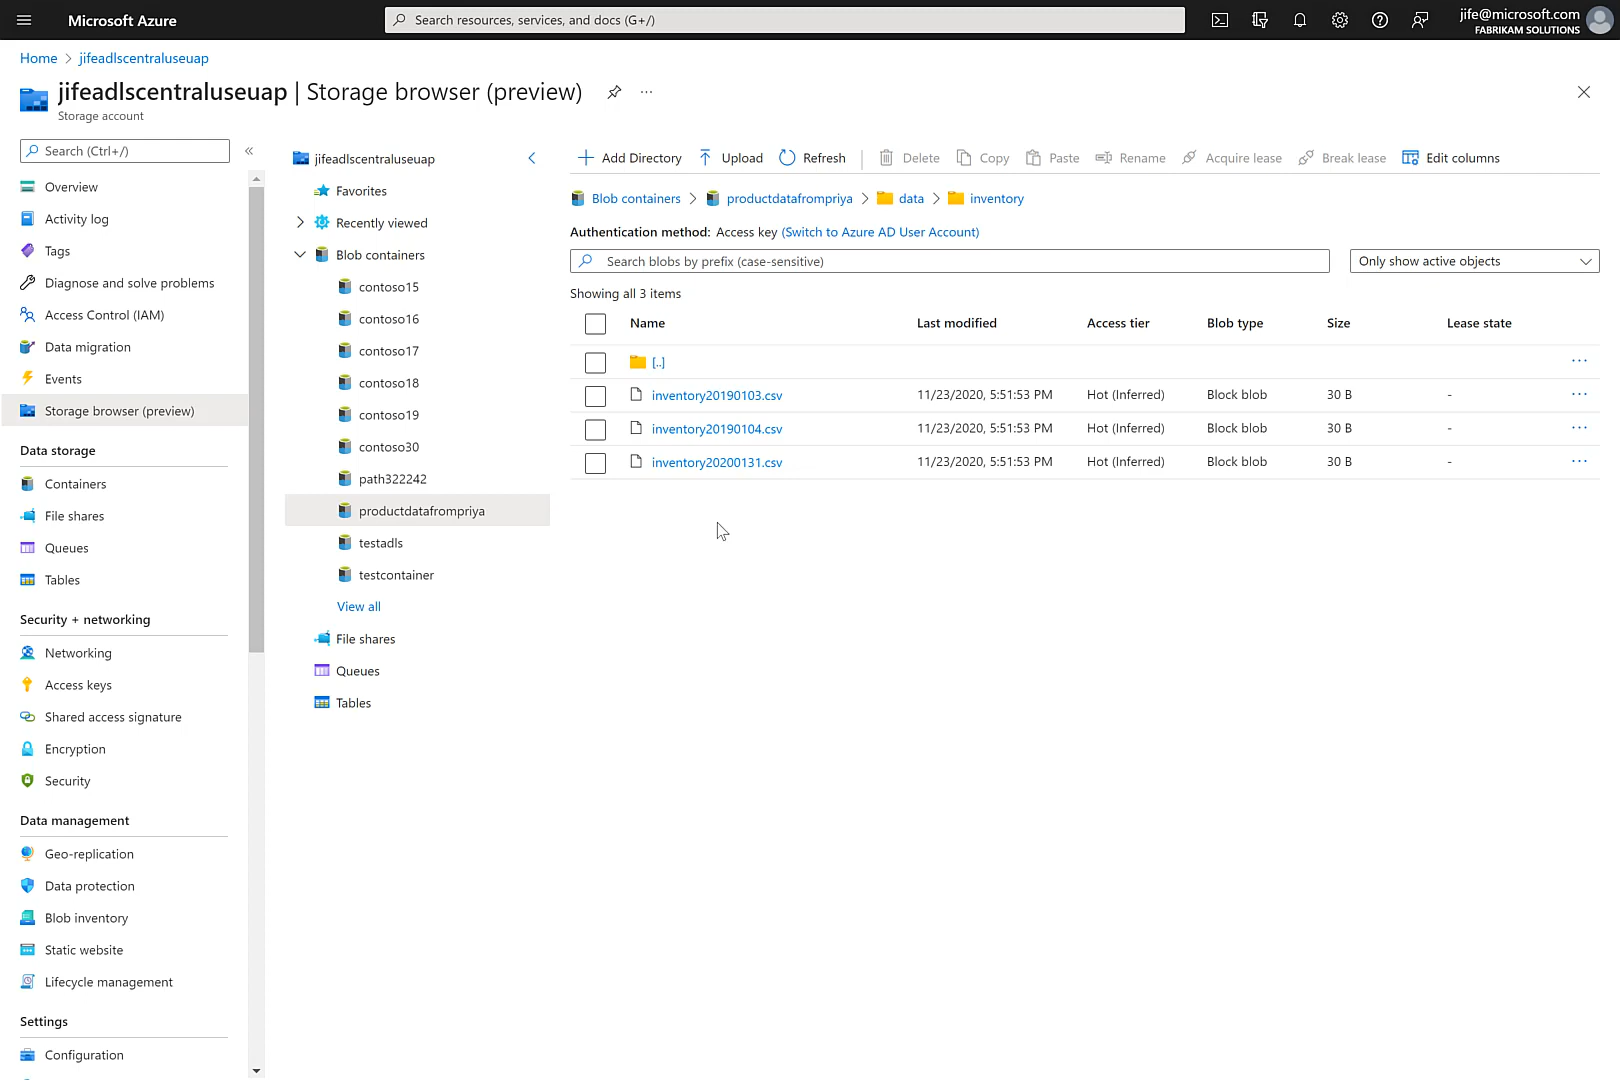 Microsoft Azure
Search resources, services, and docs (G+/)
jife@microsoft.com
FABRIKAM SOLUTIONS
Home > jifeadlscentraluseuap
jifeadlscentraluseuap | Storage browser (preview)
Storage account
Search (Ctrl+/)
Overview
Activity log
Tags
Diagnose and solve problems
Access Control (IAM)
Data migration
Events
Storage browser (preview)
Data storage
Containers
File shares
Queues
Tables
Security + networking
Networking
Access keys
Shared access signature
Encryption
Security
Data management
Geo-replication
Data protection
Blob inventory
Static website
Lifecycle management
Settings
Configuration
jifeadlscentraluseuap
Favorites
Recently viewed
Blob containers
contoso15
contoso16
contoso17
contoso18
contoso19
contoso30
path322242
productdatafrompriya
testadls
testcontainer
View all
File shares
Queues
Tables
Add Directory Upload Refresh Delete Copy Paste Rename Acquire lease Break lease Edit columns
Blob containers > productdatafrompriya > data > inventory
Authentication method: Access key (Switch to Azure AD User Account)
Search blobs by prefix (case-sensitive)
Only show active objects
Showing all 3 items
Name Last modified Access tier Blob type Size Lease state
[..]
inventory20190103.csv 11/23/2020, 5:51:53 PM Hot (Inferred) Block blob 30 B -
inventory20190104.csv 11/23/2020, 5:51:53 PM Hot (Inferred) Block blob 30 B -
inventory20200131.csv 11/23/2020, 5:51:53 PM Hot (Inferred) Block blob 30 B -